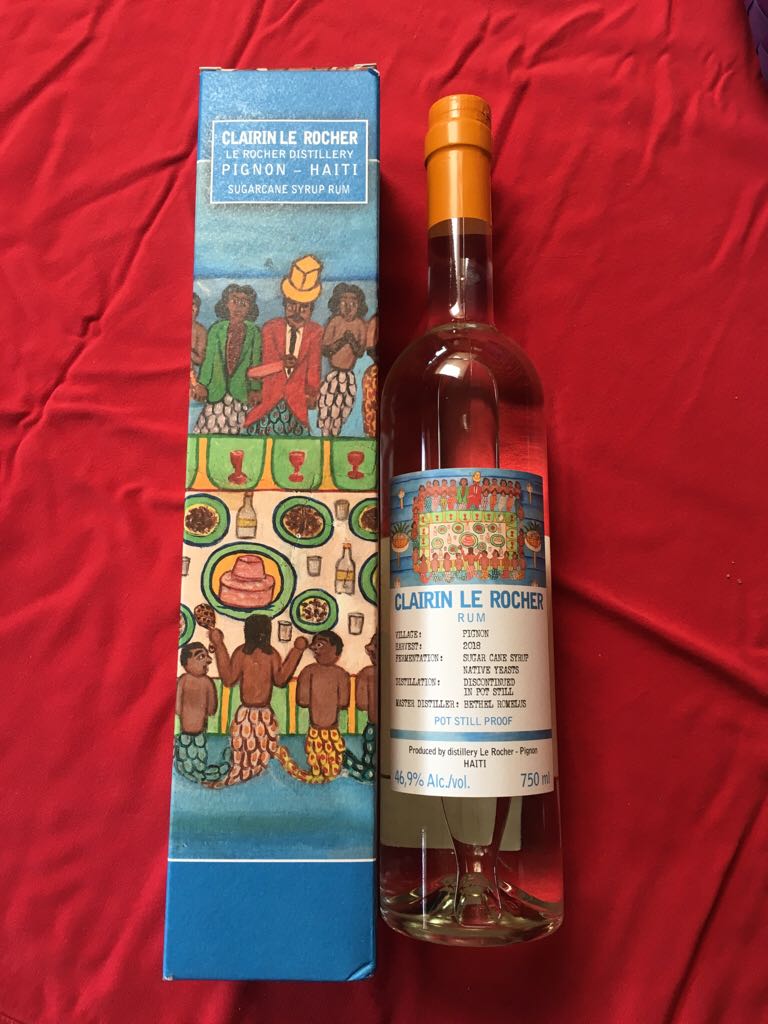 CLAIRIN LE ROCHER
LE ROCHER DISTILLERY
PIGNON – HAITI
SUGARCANE SYRUP RUM
CLAIRIN LE ROCHER
RUM
VILLAGE: PIGNON
HARVEST: 2018
FERMENTATION: SUGAR CANE SYRUP
NATIVE YEASTS
DISTILLATION: DISCONTINUED
IN POT STILL
MASTER DISTILLER: BETHEL ROMELUS
POT STILL PROOF
Produced by distillery Le Rocher - Pignon
HAITI
46,9% Alc./vol. 750 ml